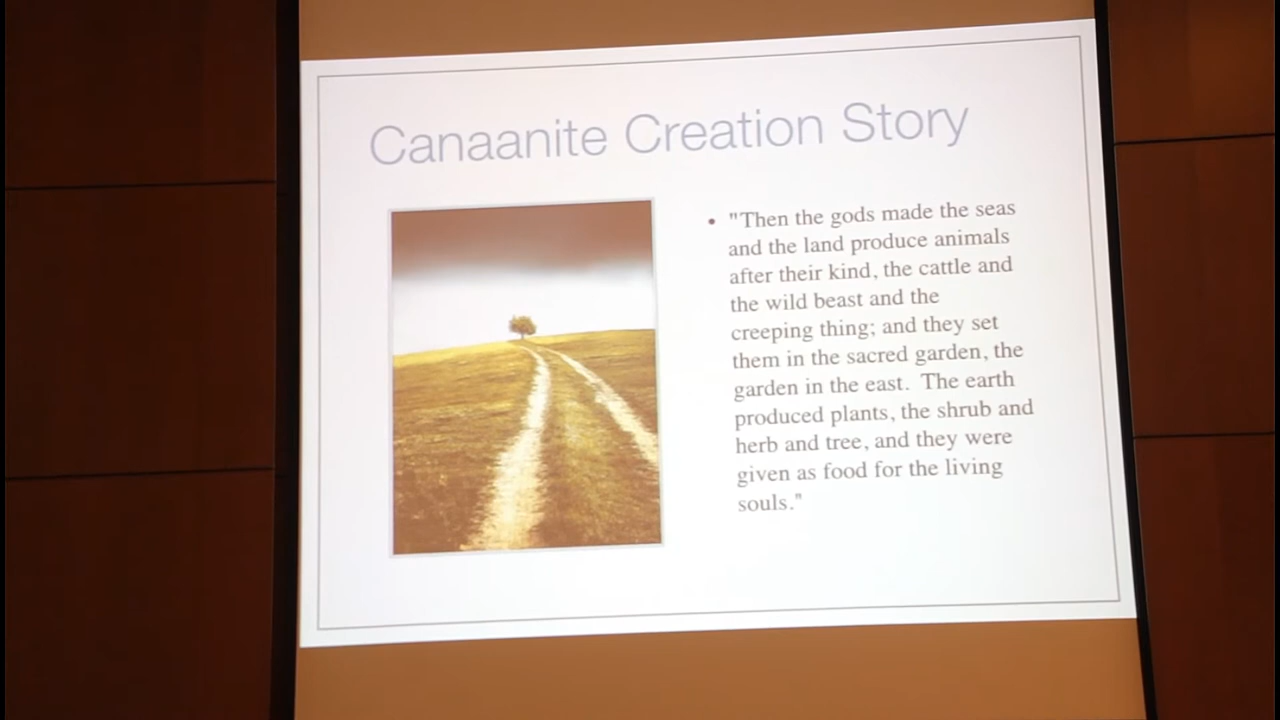 Canaanite Creation Story
• "Then the gods made the seas
and the land produce animals
after their kind, the cattle and
the wild beast and the
creeping thing; and they set
them in the sacred garden, the
garden in the east.  The earth
produced plants, the shrub and
herb and tree, and they were
given as food for the living
souls."